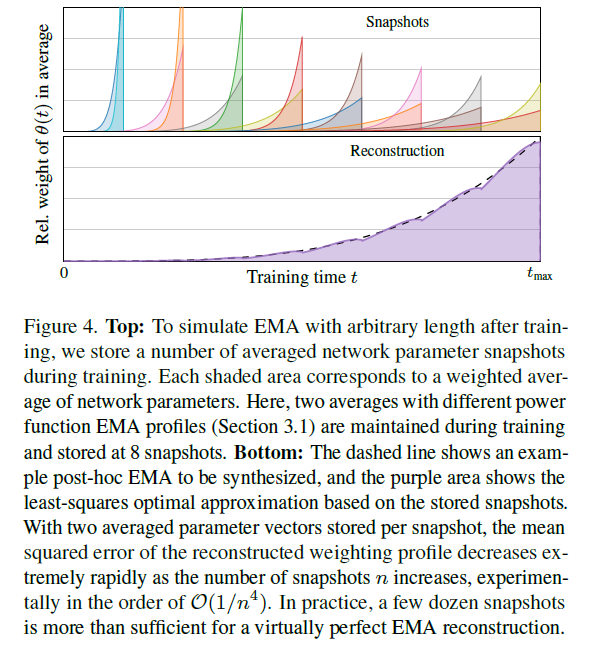 Snapshots
Rel. weight of θ(t) in average
Reconstruction
0
Training time t
tmax
Figure 4. Top: To simulate EMA with arbitrary length after train-
ing, we store a number of averaged network parameter snapshots
during training. Each shaded area corresponds to a weighted aver-
age of network parameters. Here, two averages with different power
function EMA profiles (Section 3.1) are maintained during training
and stored at 8 snapshots. Bottom: The dashed line shows an exam-
ple post-hoc EMA to be synthesized, and the purple area shows the
least-squares optimal approximation based on the stored snapshots.
With two averaged parameter vectors stored per snapshot, the mean
squared error of the reconstructed weighting profile decreases ex-
tremely rapidly as the number of snapshots n increases, experimen-
tally in the order of O(1/n⁴). In practice, a few dozen snapshots
is more than sufficient for a virtually perfect EMA reconstruction.